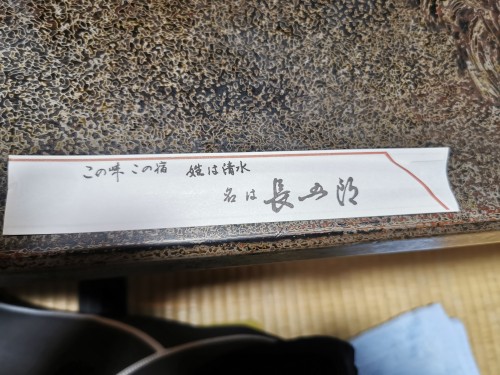 この味 この宿 姓は清水
名は 長五郎